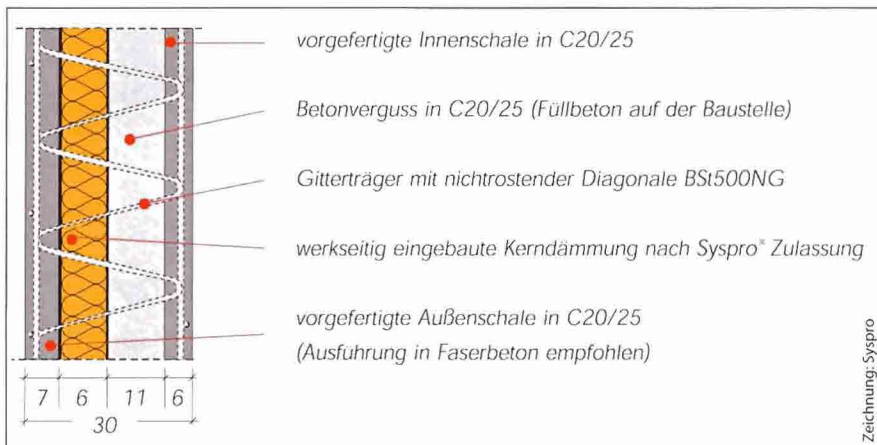 vorgefertigte Innenschale in C20/25
Betonverguss in C20/25 (Füllbeton auf der Baustelle)
Gitterträger mit nichtrostender Diagonale BSt500NG
werkseitig eingebaute Kerndämmung nach Syspro* Zulassung
vorgefertigte Außenschale in C20/25
(Ausführung in Faserbeton empfohlen)
7 6 11 6
30
Zeichnung: Syspro